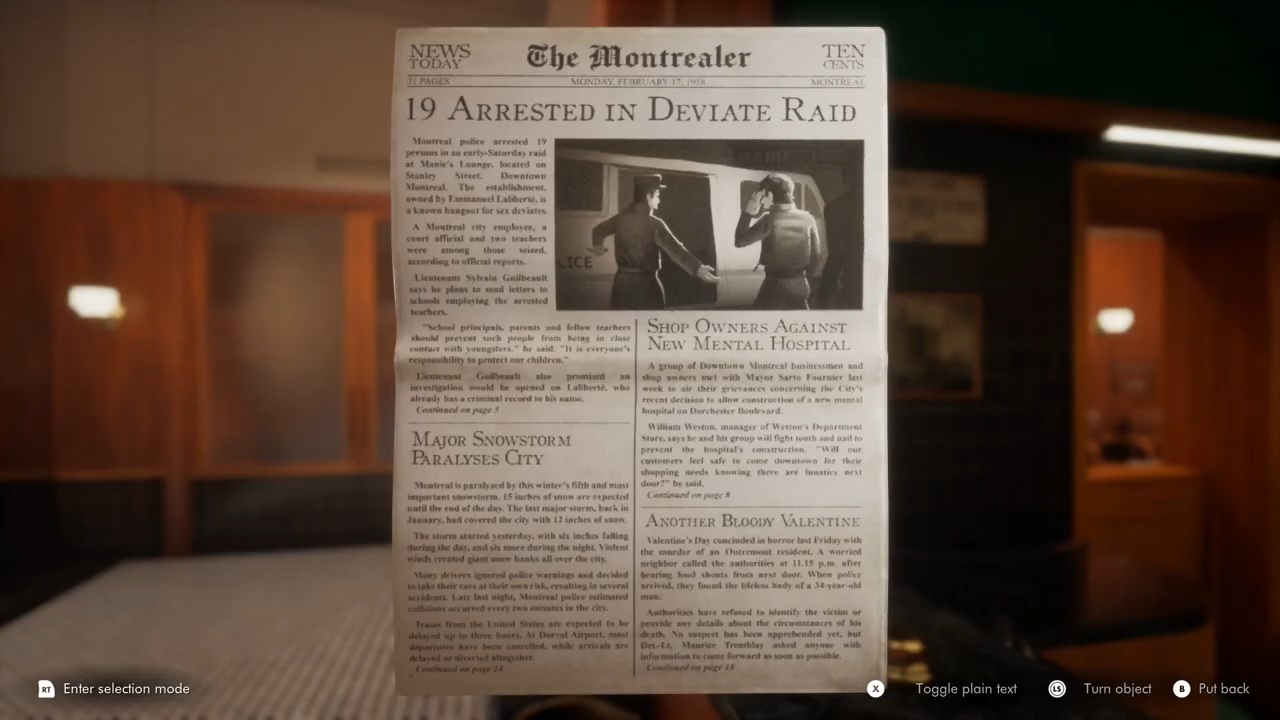 NEWS
TODAY
The Montrealer
TEN
CENTS
31 PAGES
MONDAY, FEBRUARY 17, 1958
MONTREAL
19 ARRESTED IN DEVIATE RAID
Montreal police arrested 19
persons in an early-Saturday raid
at Manie's Lounge, located on
Stanley Street, Downtown
Montreal. The establishment,
owned by Emmanuel Laliberté, is
a known hangout for sex deviates.
A Montreal city employer, a
court official and two teachers
were among those seized,
according to official reports.
Lieutenant Sylvain Guilbeault
says he plans to send letters to
schools employing the arrested
teachers.
"School principals, parents and fellow teachers
should prevent such people from being in close
contact with youngsters," he said. "It is everyone's
responsibility to protect our children."
Lieutenant Guilbeault also promised an
investigation would be opened on Laliberté, who
already has a criminal record to his name.
Continued on page 5
LICE
MAJOR SNOWSTORM
PARALYSES CITY
Montreal is paralyzed by this winter's fifth and most
important snowstorm. 15 inches of snow are expected
until the end of the day. The last major storm, back in
January, had covered the city with 12 inches of snow.
The storm started yesterday, with six inches falling
during the day, and six more during the night. Violent
winds created giant snow banks all over the city.
Many drivers ignored police warnings and decided
to take their cars at their own risk, resulting in several
accidents. Late last night, Montreal police estimated
collisions occurred every two minutes in the city.
Trains from the United States are expected to be
delayed up to three hours. At Dorval Airport, most
departures have been cancelled, while arrivals are
delayed or diverted altogether.
Continued on page 14
SHOP OWNERS AGAINST
NEW MENTAL HOSPITAL
A group of Downtown Montreal businessmen and
shop owners met with Mayor Sarto Fournier last
week to air their grievances concerning the City's
recent decision to allow construction of a new mental
hospital on Dorchester Boulevard.
William Weston, manager of Weston's Department
Store, says he and his group will fight tooth and nail to
prevent the hospital's construction. "Will our
customers feel safe to come downtown for their
shopping needs knowing there are lunatics next
door?" he said.
Continued on page 8
ANOTHER BLOODY VALENTINE
Valentine's Day concluded in horror last Friday with
the murder of an Outremont resident. A worried
neighbor called the authorities at 11.15 p.m. after
hearing loud shouts from next door. When police
arrived, they found the lifeless body of a 34-year-old
man.
Authorities have refused to identify the victim or
provide any details about the circumstances of his
death. No suspect has been apprehended yet, but
Det.-Lt. Maurice Tremblay asked anyone with
information to come forward as soon as possible.
Continued on page 18
RT Enter selection mode
X Toggle plain text
LS Turn object
B Put back